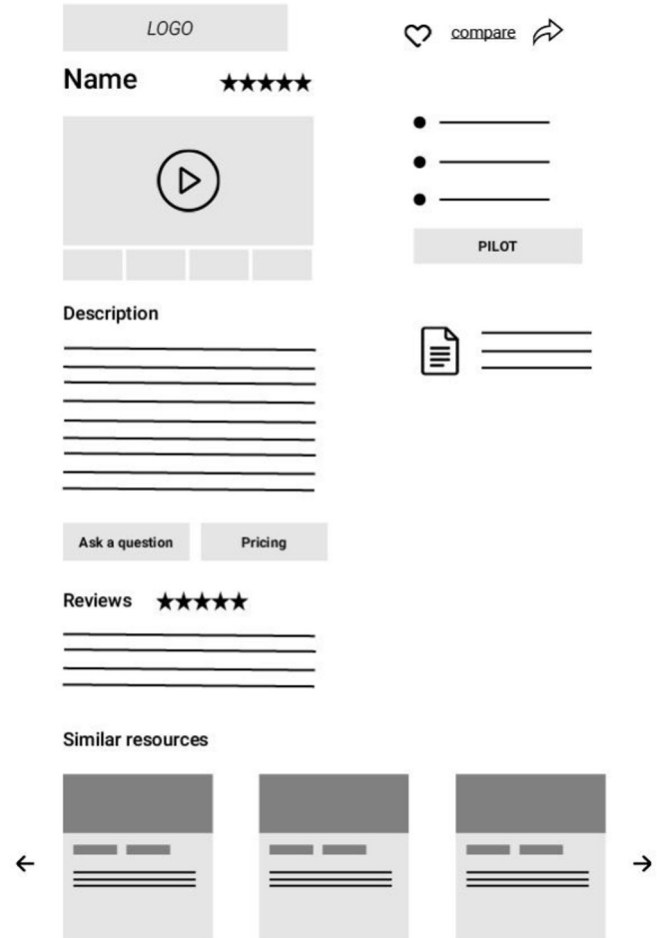 LOGO
compare
Name
PILOT
Description
Ask a question
Pricing
Reviews
Similar resources